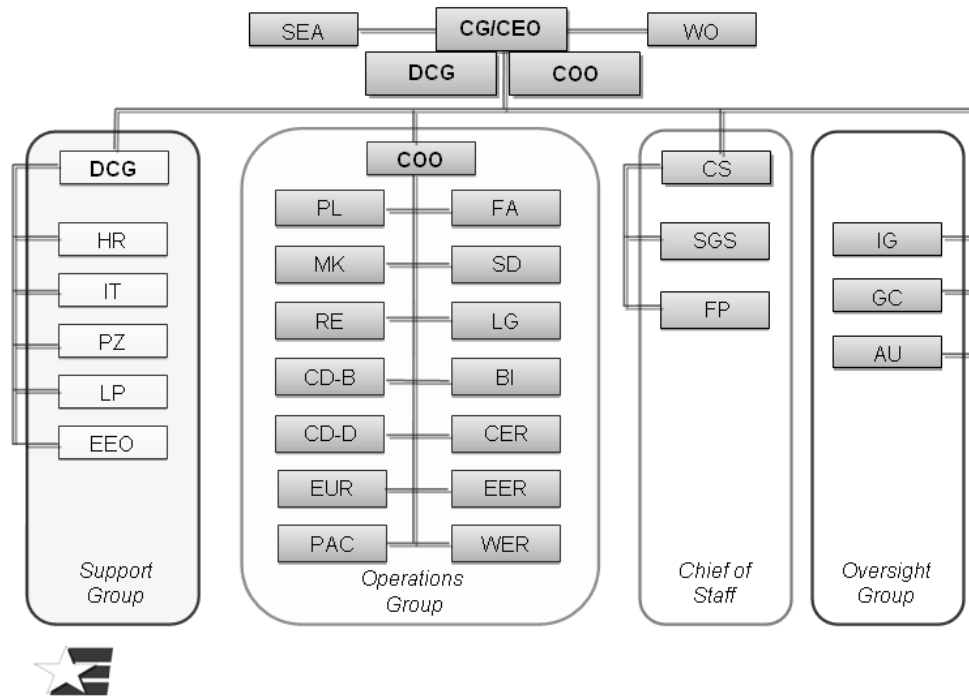 SEA
CG/CEO
WO
DCG
COO
DCG
HR
IT
PZ
LP
EEO
Support
Group
COO
PL
FA
MK
SD
RE
LG
CD-B
BI
CD-D
CER
EUR
EER
PAC
WER
Operations
Group
CS
SGS
FP
Chief of
Staff
IG
GC
AU
Oversight
Group